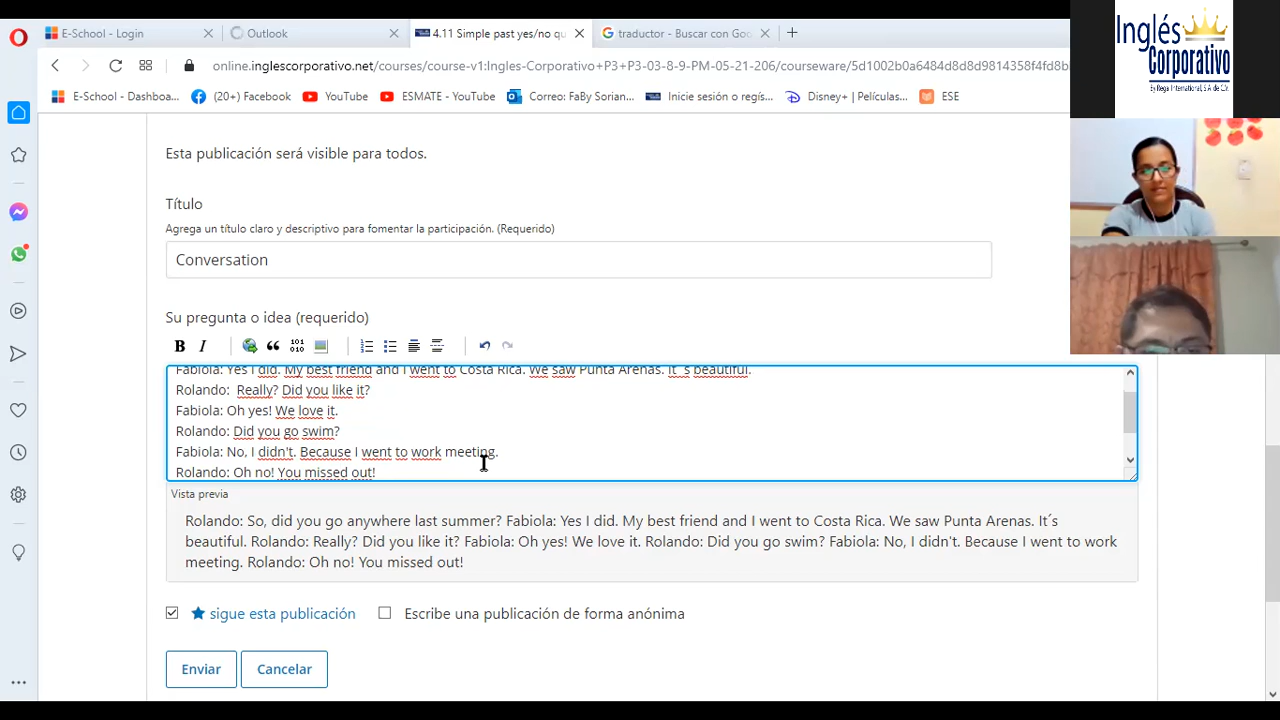 E-School - Login
Outlook
4.11 Simple past yes/no qu
traductor - Buscar con Goo
online.inglescorporativo.net/courses/course-v1:Ingles-Corporativo+P3+P3-03-8-9-PM-05-21-206/courseware/5d1002b0a6484d8d8d9814358f4fd8b
E-School - Dashboa...
(20+) Facebook
YouTube
ESMATE - YouTube
Correo: FaBy Sorian...
Inicie sesión o regís...
Disney+ | Películas...
ESE
Inglés
Corporativo
By Rega International, S.A de C.V.
Esta publicación será visible para todos.
Título
Agrega un título claro y descriptivo para fomentar la participación. (Requerido)
Conversation
Su pregunta o idea (requerido)
B I
Fabiola: Yes I did. My best friend and I went to Costa Rica. We saw Punta Arenas. It´s beautiful.
Rolando: Really? Did you like it?
Fabiola: Oh yes! We love it.
Rolando: Did you go swim?
Fabiola: No, I didn't. Because I went to work meeting.
Rolando: Oh no! You missed out!
Vista previa
Rolando: So, did you go anywhere last summer? Fabiola: Yes I did. My best friend and I went to Costa Rica. We saw Punta Arenas. It´s
beautiful. Rolando: Really? Did you like it? Fabiola: Oh yes! We love it. Rolando: Did you go swim? Fabiola: No, I didn't. Because I went to work
meeting. Rolando: Oh no! You missed out!
sigue esta publicación
Escribe una publicación de forma anónima
Enviar
Cancelar